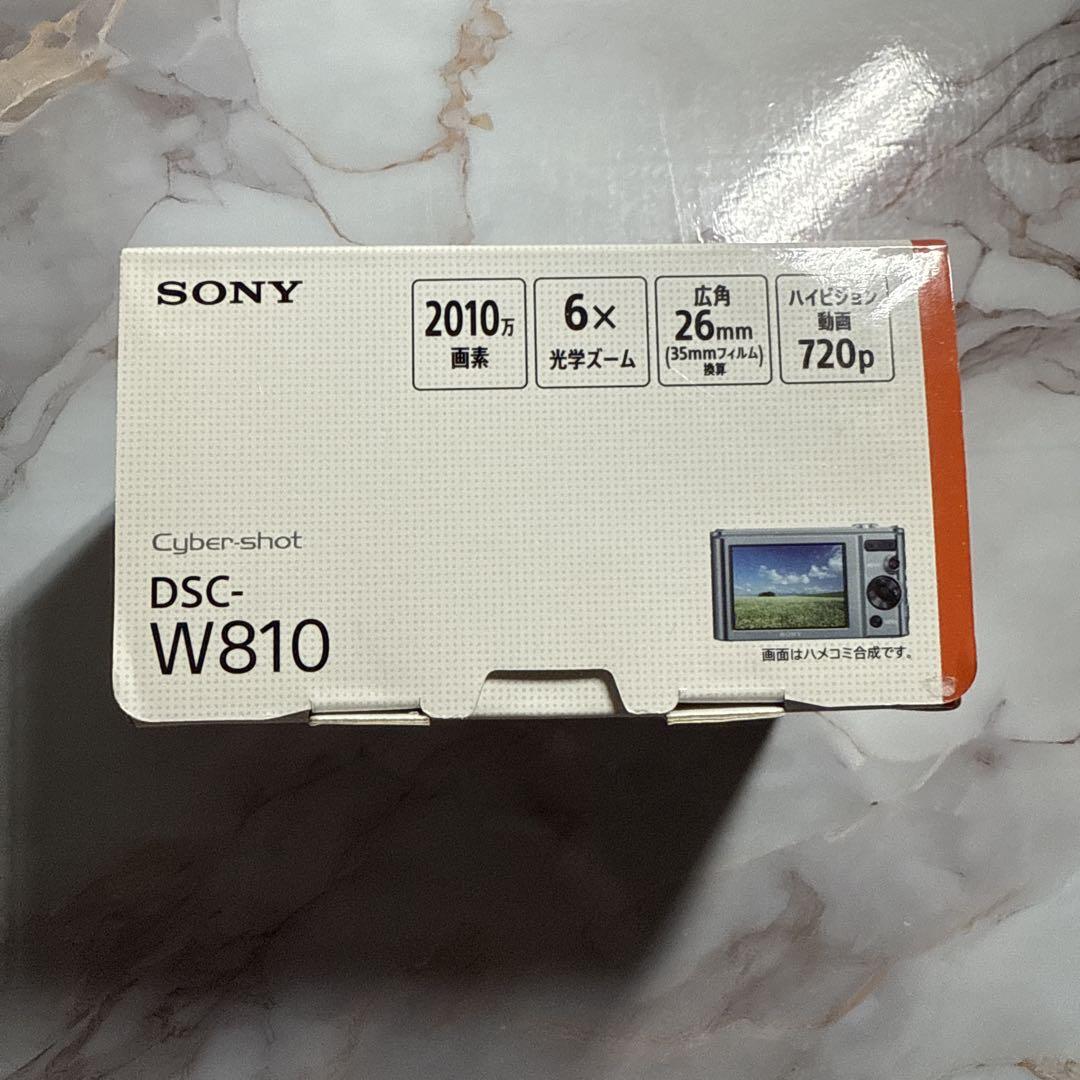 SONY
2010万
画素
6×
光学ズーム
広角
26mm
(35mmフィルム)
換算
ハイビジョン
動画
720p
Cyber-shot
DSC-
W810
SONY
画面はハメコミ合成です。